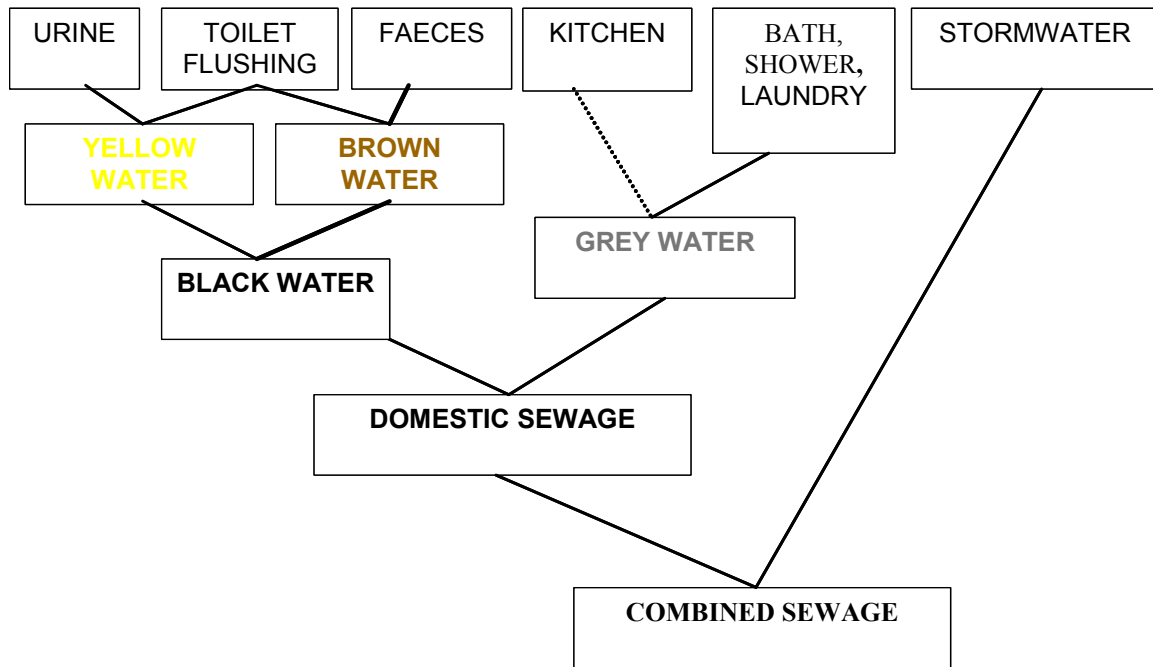 URINE
TOILET
FLUSHING
FAECES
KITCHEN
BATH,
SHOWER,
LAUNDRY
STORMWATER
YELLOW
WATER
BROWN
WATER
GREY WATER
BLACK WATER
DOMESTIC SEWAGE
COMBINED SEWAGE